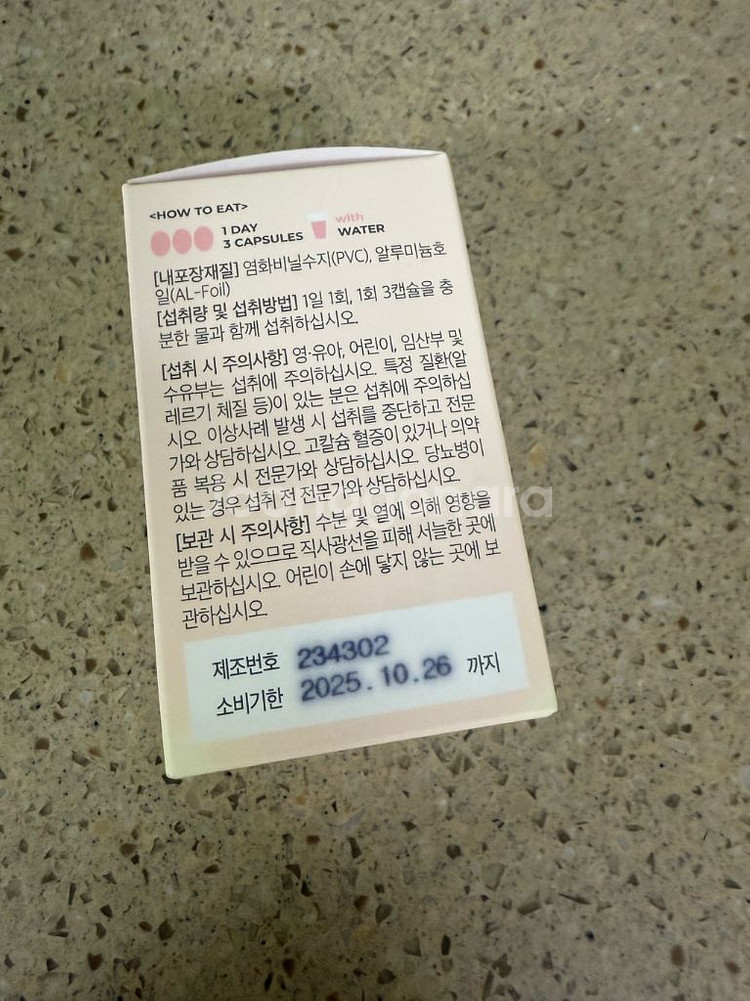 <HOW TO EAT>
1 DAY
3 CAPSULES
with
WATER
[내포장재질] 염화비닐수지(PVC), 알루미늄호
일(AL-Foil)
[섭취량 및 섭취방법] 1일 1회, 1회 3캡슐을 충
분한 물과 함께 섭취하십시오.
[섭취 시 주의사항] 영·유아, 어린이, 임산부 및
수유부는 섭취에 주의하십시오. 특정 질환(알
레르기 체질 등)이 있는 분은 섭취에 주의하십
시오. 이상사례 발생 시 섭취를 중단하고 전문
가와 상담하십시오. 고칼슘 혈증이 있거나 의약
품 복용 시 전문가와 상담하십시오. 당뇨병이
있는 경우 섭취 전 전문가와 상담하십시오.
[보관 시 주의사항] 수분 및 열에 의해 영향을
받을 수 있으므로 직사광선을 피해 서늘한 곳에
보관하십시오. 어린이 손에 닿지 않는 곳에 보
관하십시오.
제조번호 234302
소비기한 2025.10.26 까지